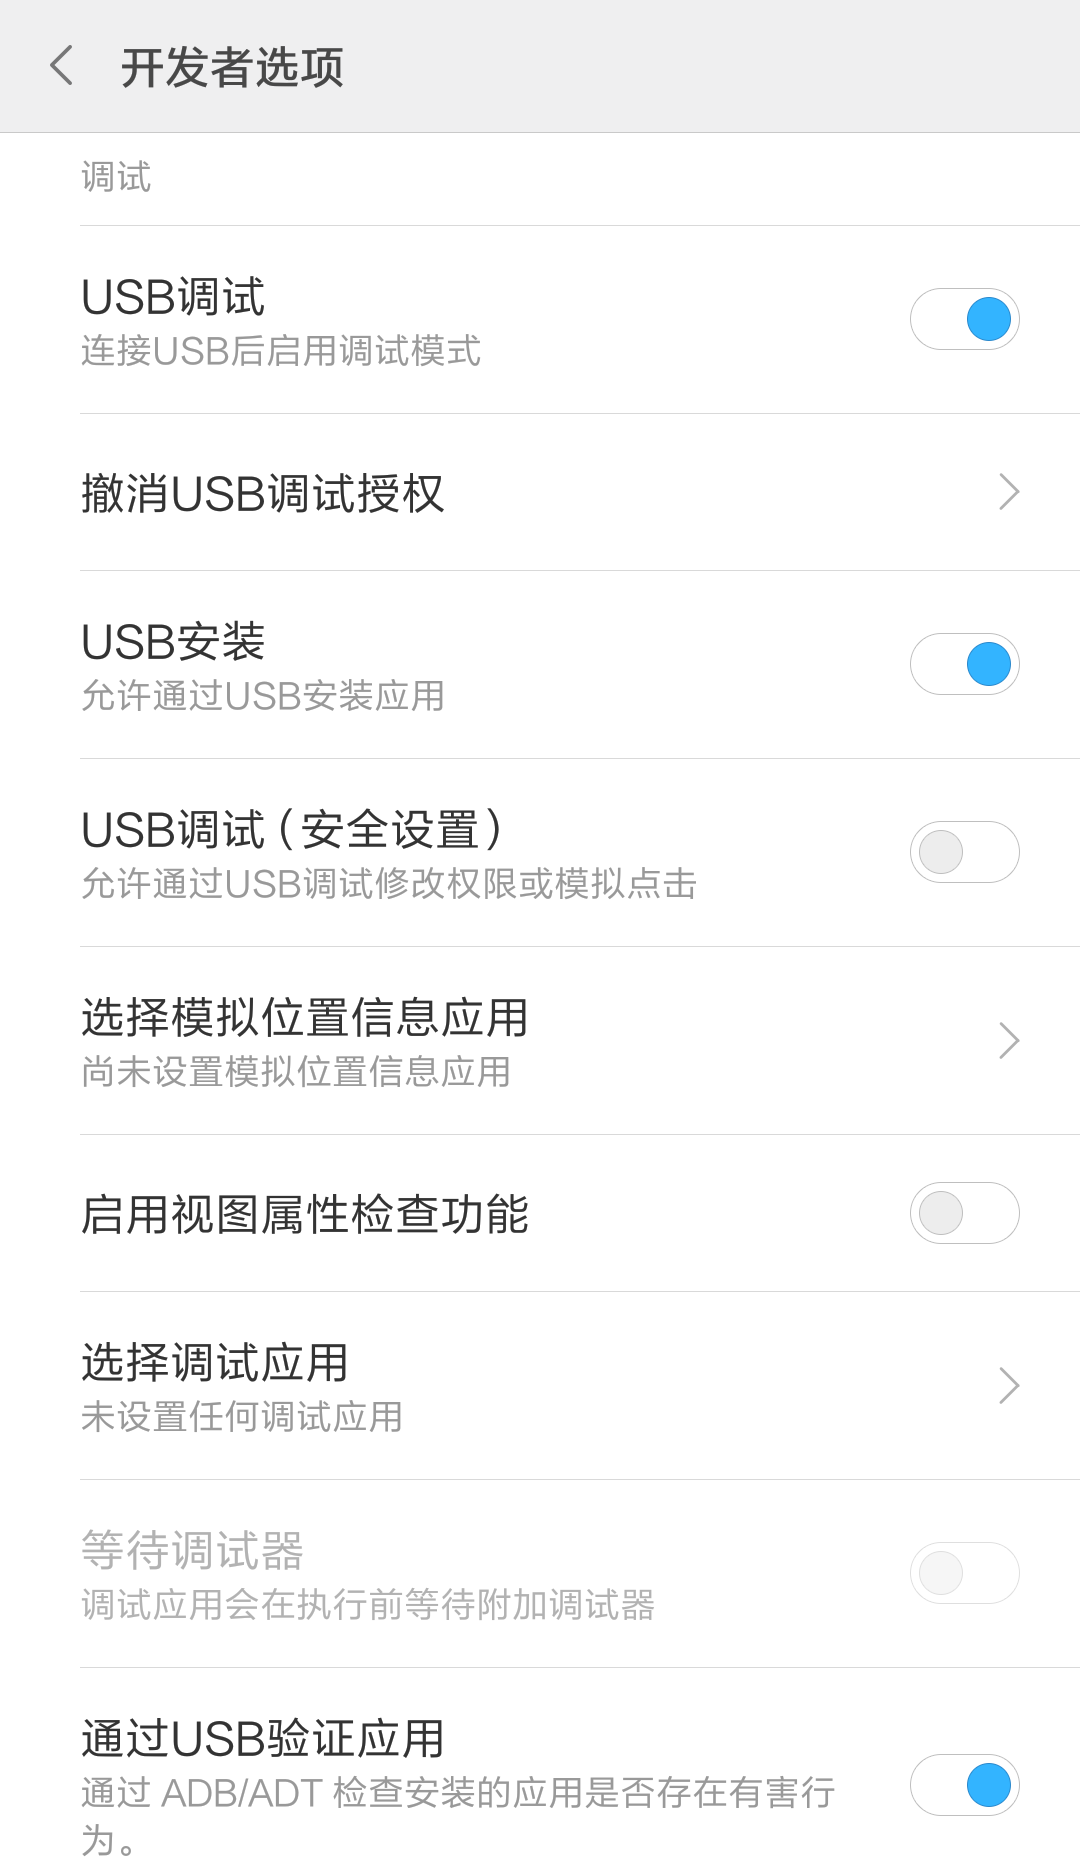 开发者选项
调试
USB调试
连接USB后启用调试模式
撤消USB调试授权
USB安装
允许通过USB安装应用
USB调试（安全设置）
允许通过USB调试修改权限或模拟点击
选择模拟位置信息应用
尚未设置模拟位置信息应用
启用视图属性检查功能
选择调试应用
未设置任何调试应用
等待调试器
调试应用会在执行前等待附加调试器
通过USB验证应用
通过 ADB/ADT 检查安装的应用是否存在有害行
为。